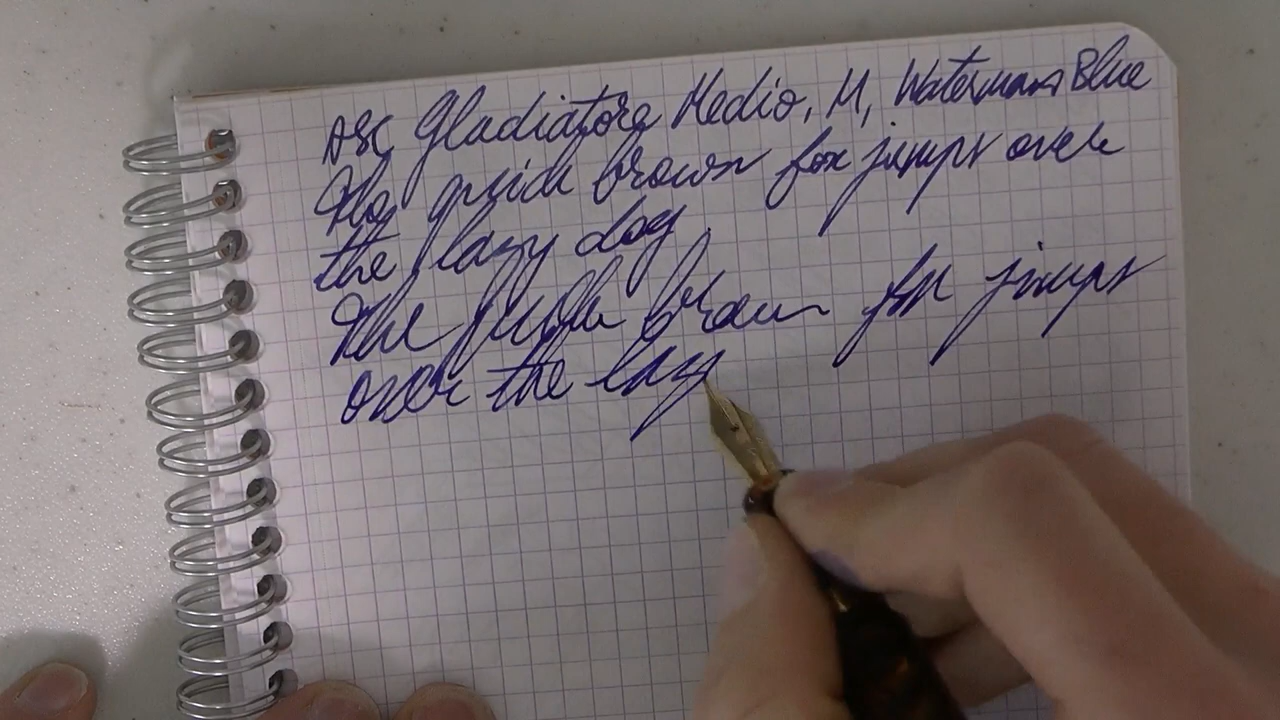 ASC Gladiatore Medio, M, Watermans Blue
The quick brown fox jumps over
the lazy dog
The quick brown fox jumps
over the lazy